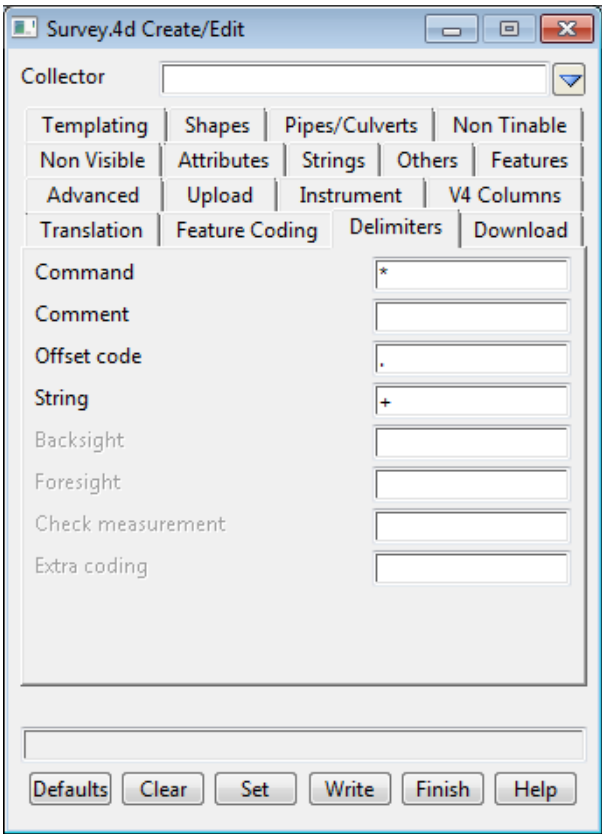 Survey.4d Create/Edit
Collector
Templating Shapes Pipes/Culverts Non Tinable
Non Visible Attributes Strings Others Features
Advanced Upload Instrument V4 Columns
Translation Feature Coding Delimiters Download
Command *
Comment
Offset code .
String +
Backsight
Foresight
Check measurement
Extra coding
Defaults Clear Set Write Finish Help